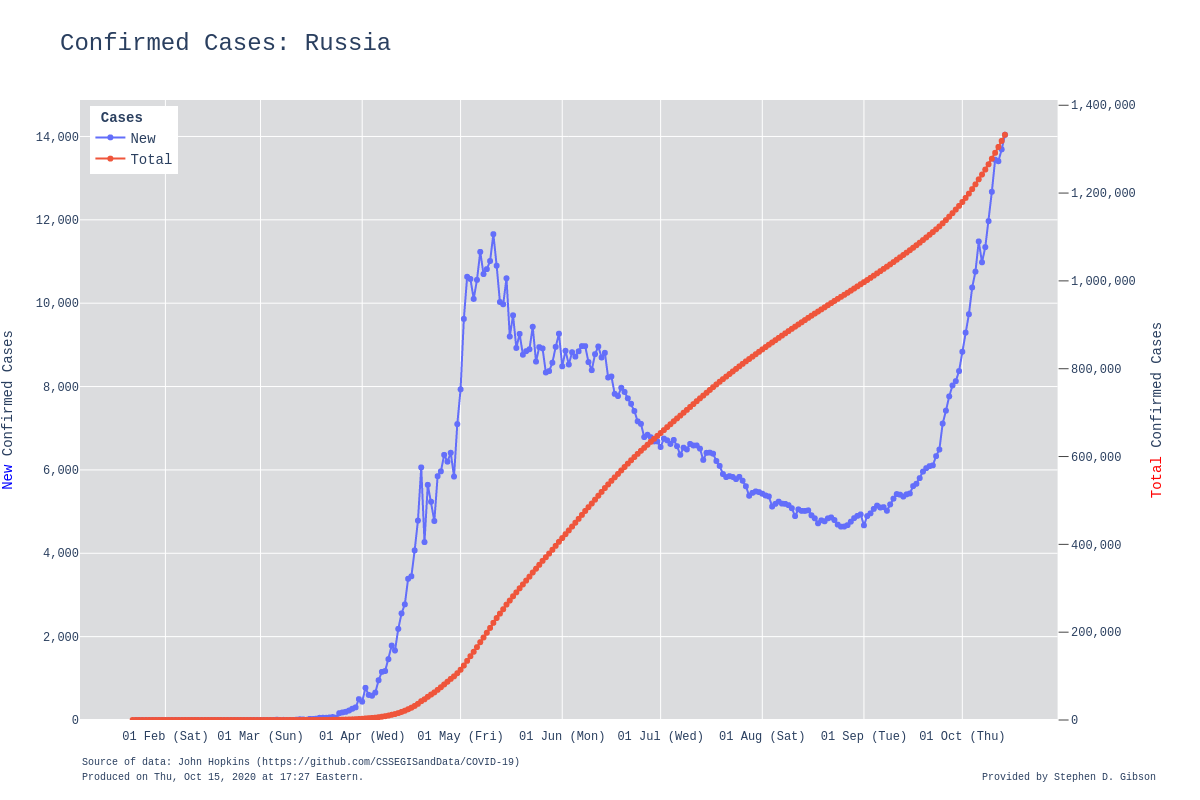 Confirmed Cases: Russia
Cases
New
Total
14,000
12,000
10,000
8,000
6,000
4,000
2,000
0
New Confirmed Cases
1,400,000
1,200,000
1,000,000
800,000
600,000
400,000
200,000
0
Total Confirmed Cases
01 Feb (Sat) 01 Mar (Sun) 01 Apr (Wed) 01 May (Fri) 01 Jun (Mon) 01 Jul (Wed) 01 Aug (Sat) 01 Sep (Tue) 01 Oct (Thu)
Source of data: John Hopkins (https://github.com/CSSEGISandData/COVID-19)
Produced on Thu, Oct 15, 2020 at 17:27 Eastern.
Provided by Stephen D. Gibson